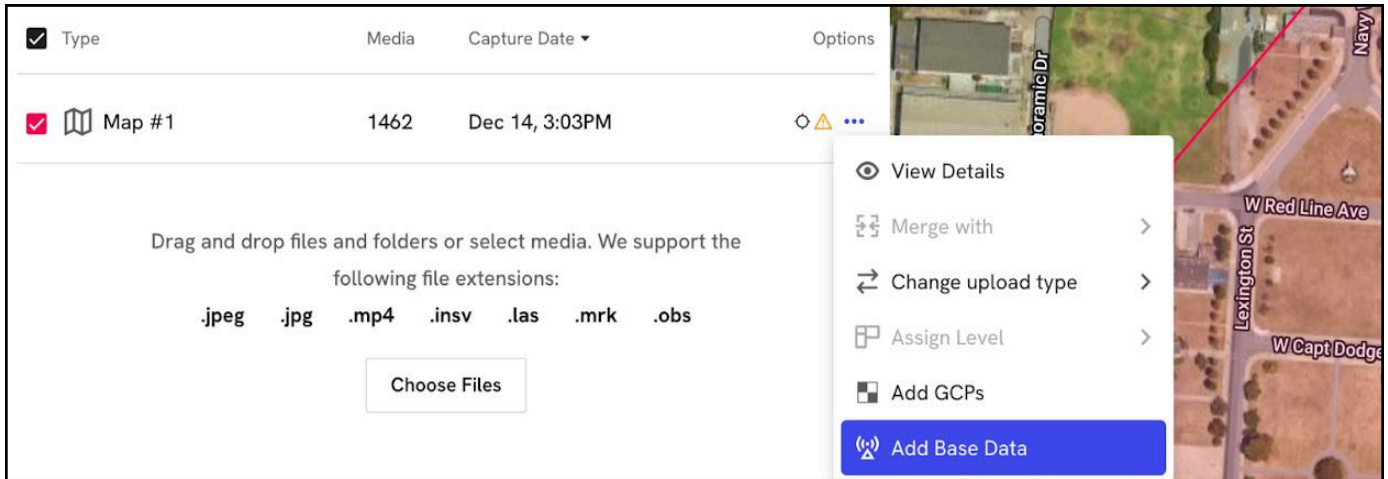 Type Media Capture Date Options
Map #1 1462 Dec 14, 3:03PM
Drag and drop files and folders or select media. We support the
following file extensions:
.jpeg .jpg .mp4 .insv .las .mrk .obs
Choose Files
View Details
Merge with
Change upload type
Assign Level
Add GCPs
Add Base Data
oramic Dr
Navy
W Red Line Ave
Lexington St
W Capt Dodge